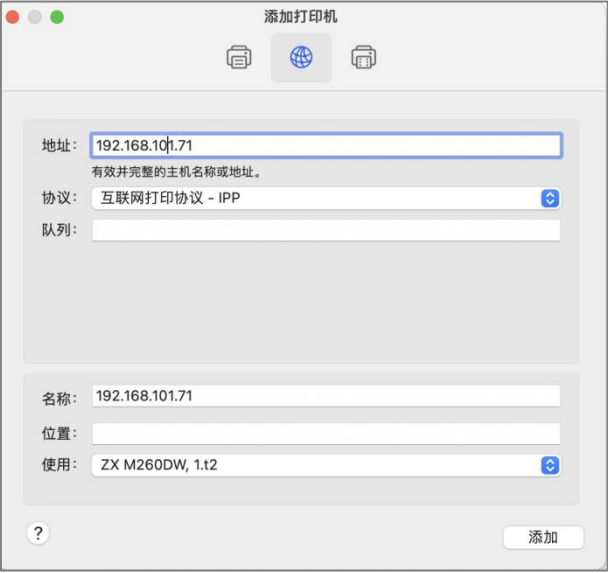 添加打印机
地址: 192.168.101.71
有效并完整的主机名称或地址。
协议: 互联网打印协议 - IPP
队列:
名称: 192.168.101.71
位置:
使用: ZX M260DW, 1.t2
?
添加